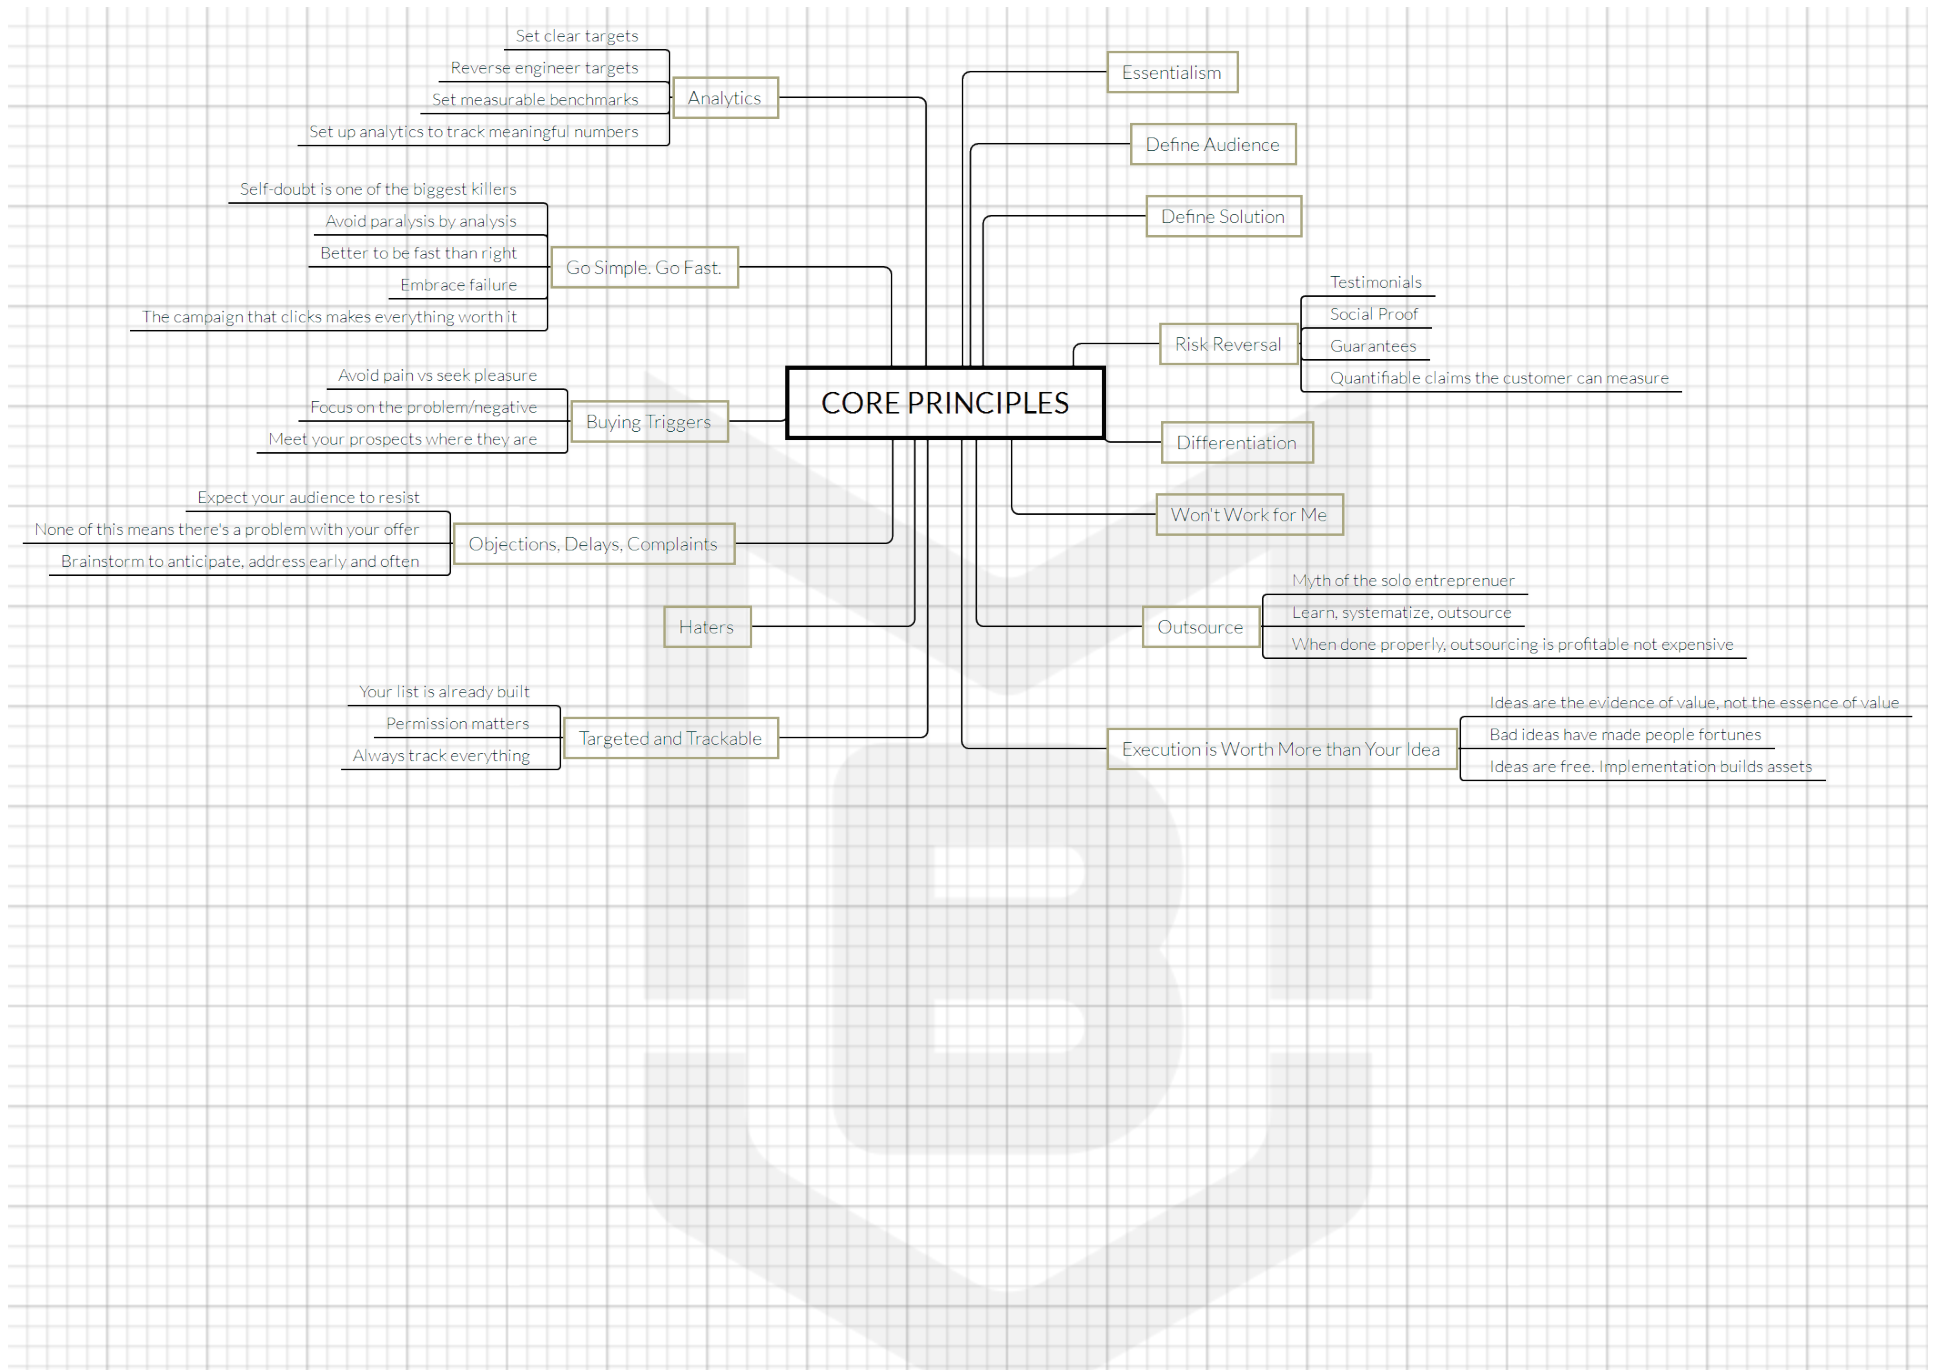 CORE PRINCIPLES
Essentialism
Define Audience
Define Solution
Risk Reversal
Testimonials
Social Proof
Guarantees
Quantifiable claims the customer can measure
Differentiation
Won't Work for Me
Outsource
Myth of the solo entreprenuer
Learn, systematize, outsource
When done properly, outsourcing is profitable not expensive
Execution is Worth More than Your Idea
Ideas are the evidence of value, not the essence of value
Bad ideas have made people fortunes
Ideas are free. Implementation builds assets
Analytics
Set clear targets
Reverse engineer targets
Set measurable benchmarks
Set up analytics to track meaningful numbers
Go Simple. Go Fast.
Self-doubt is one of the biggest killers
Avoid paralysis by analysis
Better to be fast than right
Embrace failure
The campaign that clicks makes everything worth it
Buying Triggers
Avoid pain vs seek pleasure
Focus on the problem/negative
Meet your prospects where they are
Objections, Delays, Complaints
Expect your audience to resist
None of this means there's a problem with your offer
Brainstorm to anticipate, address early and often
Haters
Targeted and Trackable
Your list is already built
Permission matters
Always track everything
B